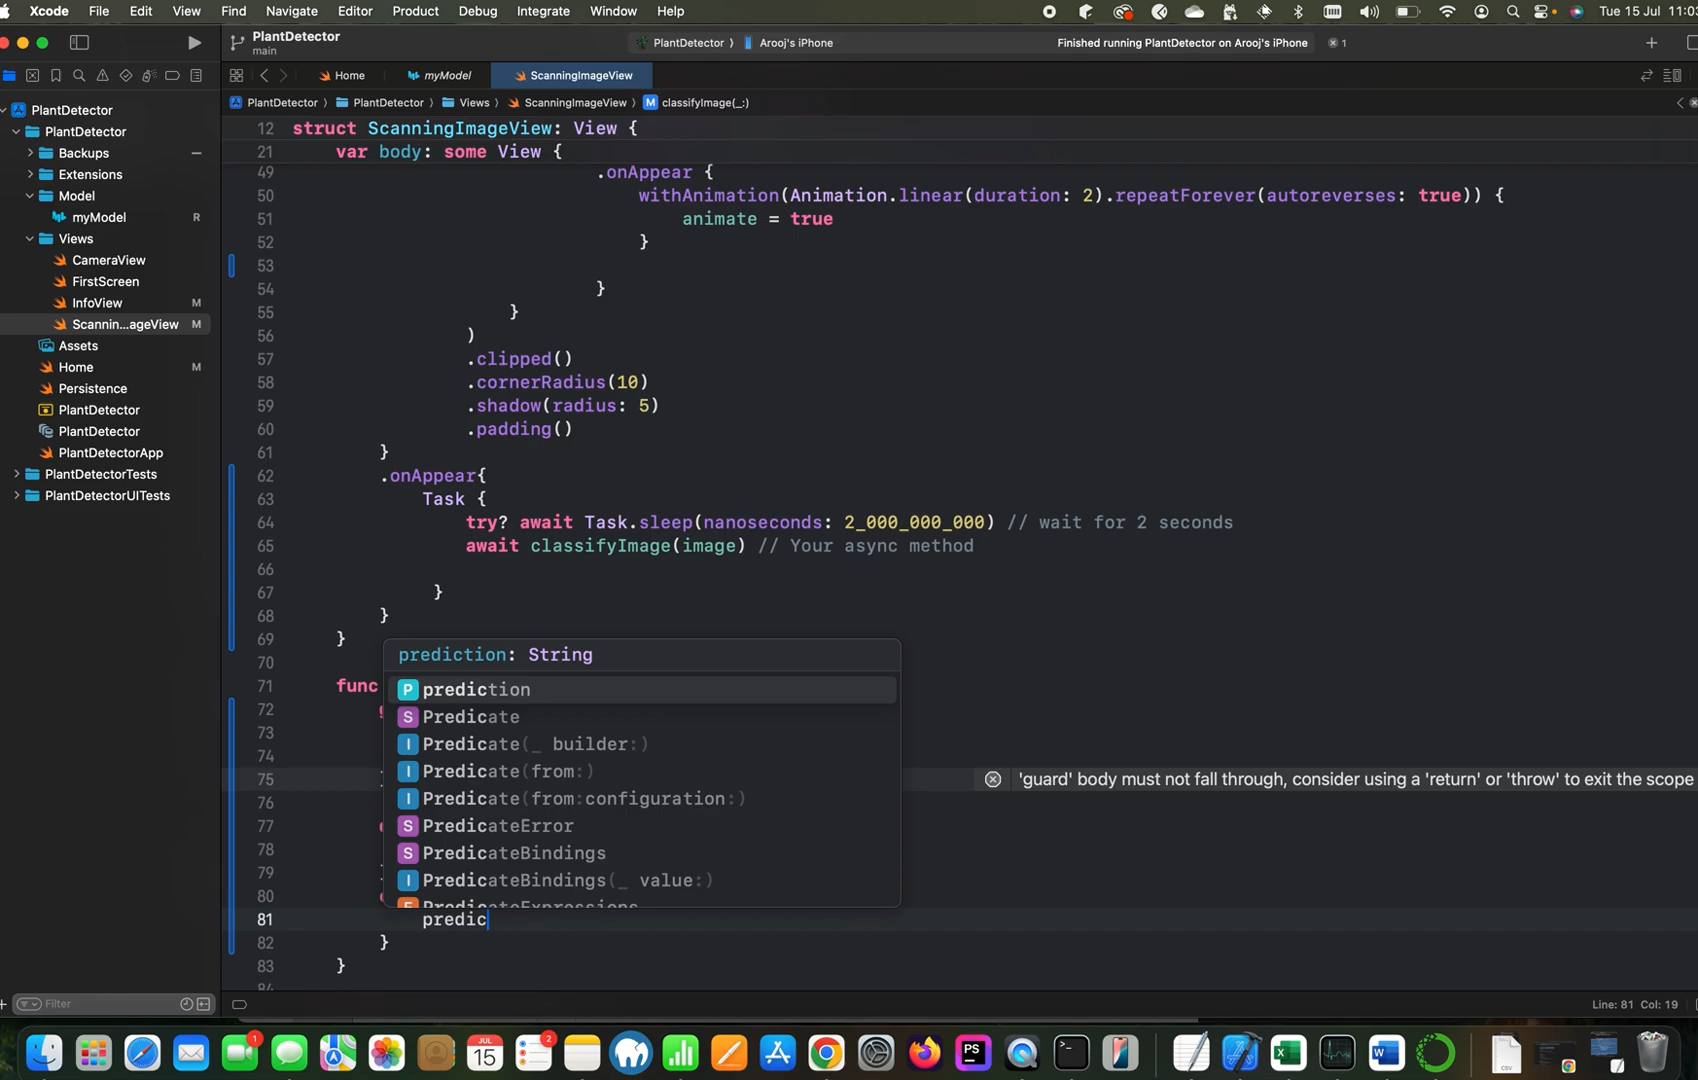 Xcode File Edit View Find Navigate Editor Product Debug Integrate Window Help Tue 15 Jul 11:03
PlantDetector
main
PlantDetector 〉 Arooj's iPhone
Finished running PlantDetector on Arooj's iPhone 1
Home myModel ScanningImageView
PlantDetector 〉 PlantDetector 〉 Views 〉 ScanningImageView 〉 M classifyImage(_:)
PlantDetector
PlantDetector
Backups
Extensions
Model
myModel R
Views
CameraView
FirstScreen
InfoView M
Scannin...ageView M
Assets
Home M
Persistence
PlantDetector
PlantDetector
PlantDetectorApp
PlantDetectorTests
PlantDetectorUITests
Filter
12 struct ScanningImageView: View {
21 var body: some View {
49 .onAppear {
50 withAnimation(Animation.linear(duration: 2).repeatForever(autoreverses: true)) {
51 animate = true
52 }
53
54 }
55 }
56 )
57 .clipped()
58 .cornerRadius(10)
59 .shadow(radius: 5)
60 .padding()
61 }
62 .onAppear{
63 Task {
64 try? await Task.sleep(nanoseconds: 2_000_000_000) // wait for 2 seconds
65 await classifyImage(image) // Your async method
66
67 }
68 }
69 }
70
71 func
72
73
74
75 'guard' body must not fall through, consider using a 'return' or 'throw' to exit the scope
76
77
78
79
80
81 predic
82 }
83 }
84
prediction: String
P prediction
S Predicate
I Predicate(_ builder:)
I Predicate(from:)
I Predicate(from:configuration:)
S PredicateError
S PredicateBindings
I PredicateBindings(_ value:)
E PredicateExpressions
Line: 81 Col: 19
1
JUL
15
2
PS
X
W
CSV